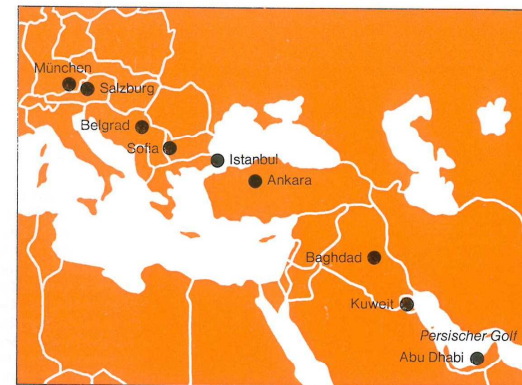 München
Salzburg
Belgrad
Sofia
Istanbul
Ankara
Baghdad
Kuweit
Persischer Golf
Abu Dhabi